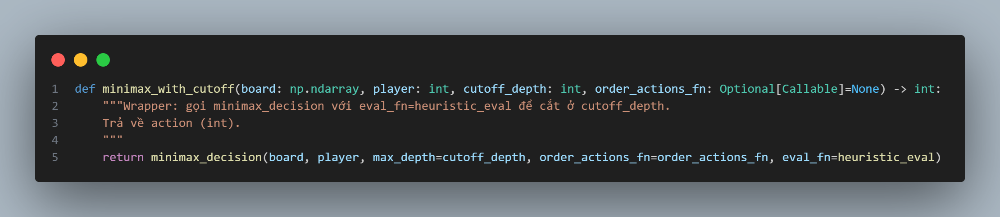 1 def minimax_with_cutoff(board: np.ndarray, player: int, cutoff_depth: int, order_actions_fn: Optional[Callable]=None) -> int:
2     """Wrapper: gọi minimax_decision với eval_fn=heuristic_eval để cắt ở cutoff_depth.
3     Trả về action (int).
4     """
5     return minimax_decision(board, player, max_depth=cutoff_depth, order_actions_fn=order_actions_fn, eval_fn=heuristic_eval)